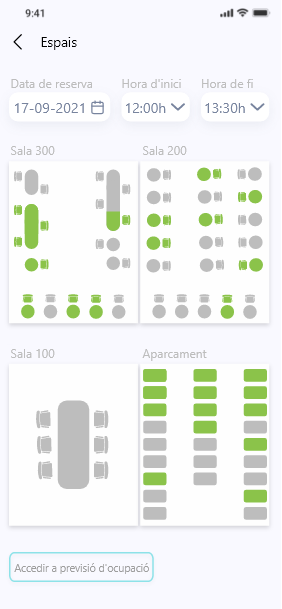 9:41
Espais
Data de reserva Hora d'inici Hora de fi
17-09-2021 12:00h 13:30h
Sala 300 Sala 200
Sala 100 Aparcament
Accedir a previsió d'ocupació